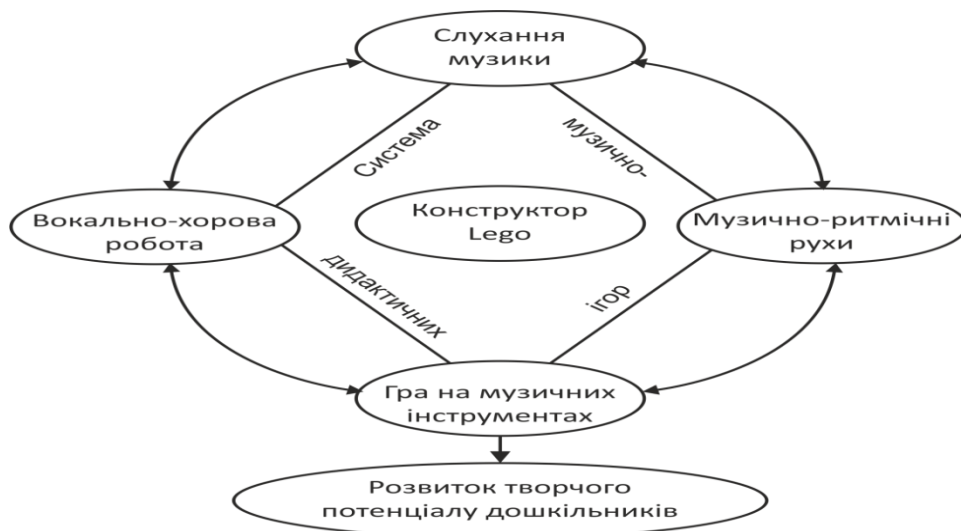 Слухання
музики
Система
музично-
Вокально-хорова
робота
Конструктор
Lego
Музично-ритмічні
рухи
дидактичних
ігор
Гра на музичних
інструментах
Розвиток творчого
потенціалу дошкільників